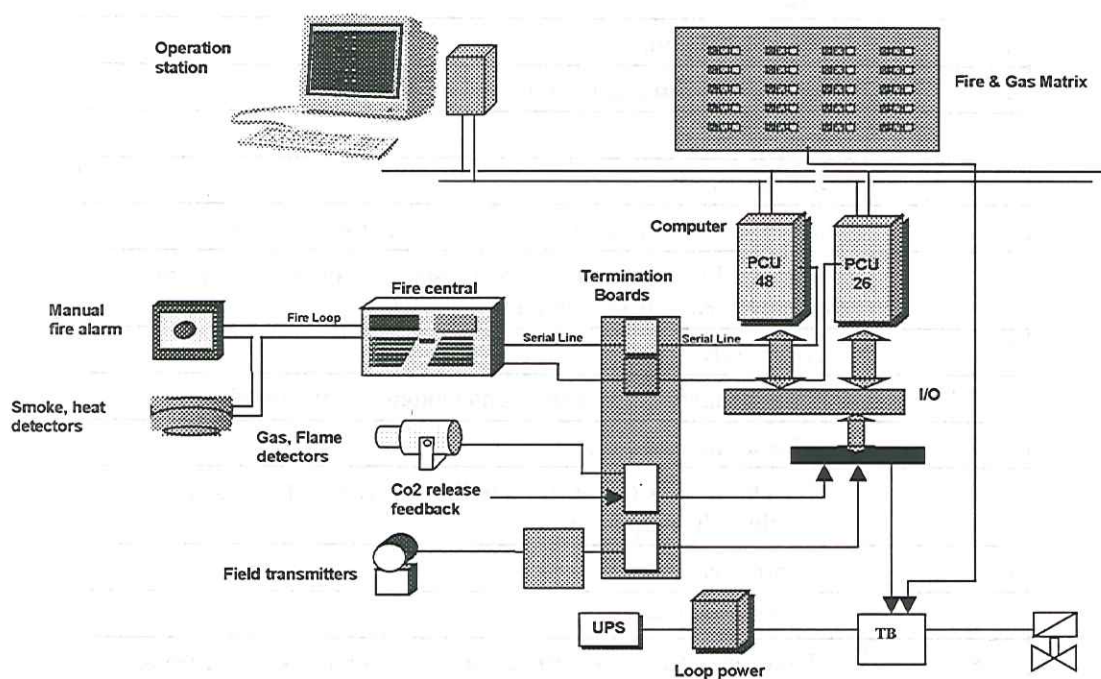 Operation
station
Fire & Gas Matrix
Computer
PCU
48
PCU
26
Termination
Boards
Fire central
Manual
fire alarm
Fire Loop
Serial Line
Serial Line
Smoke, heat
detectors
I/O
Gas, Flame
detectors
Co2 release
feedback
Field transmitters
UPS
TB
Loop power